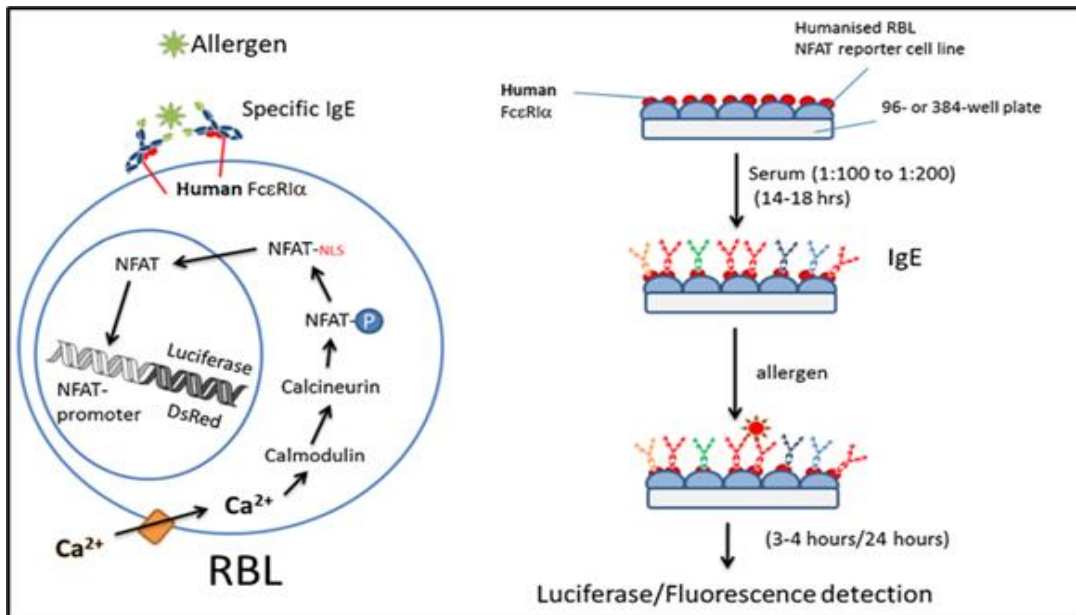 Allergen
Specific IgE
Human FcεRIα
NFAT-NLS
NFAT
NFAT-P
Luciferase
NFAT-
promoter
DsRed
Calcineurin
Calmodulin
Ca²⁺
Ca²⁺
RBL
Humanised RBL
NFAT reporter cell line
Human
FcεRIα
96- or 384-well plate
Serum (1:100 to 1:200)
(14-18 hrs)
IgE
allergen
(3-4 hours/24 hours)
Luciferase/Fluorescence detection